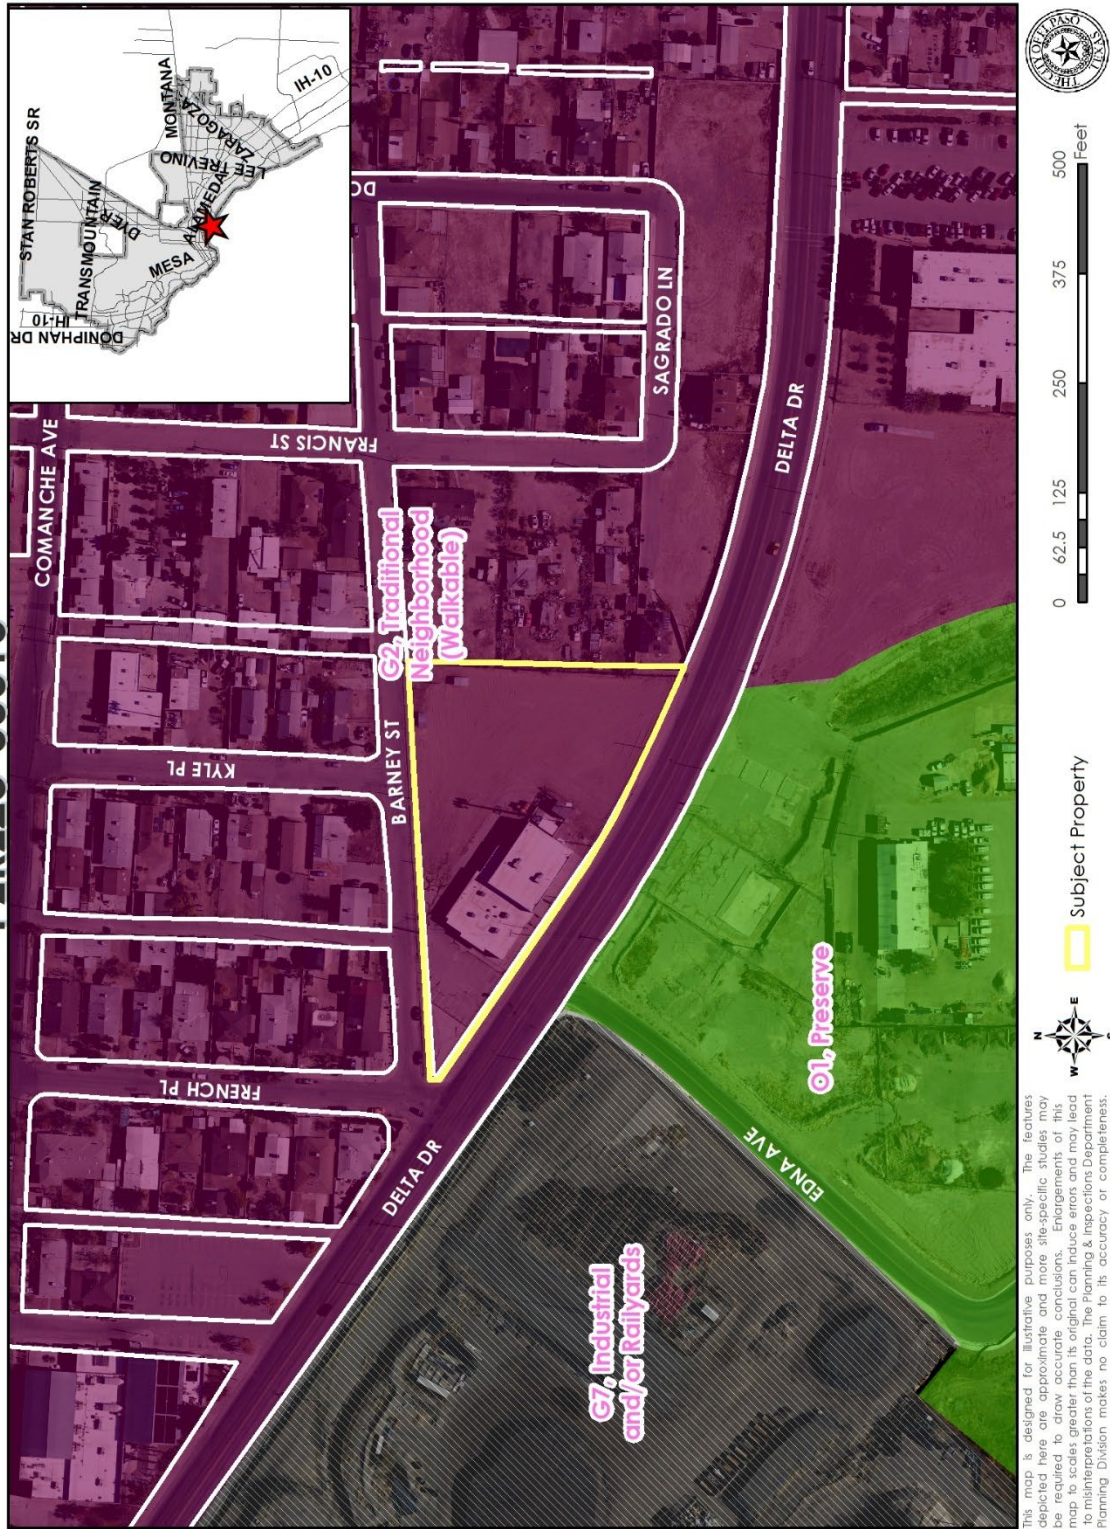 STAN ROBERTS SR
DONIPHAN DR
IH-10
TRANSMOUNTAIN
DYER
MESA
MONTANA
ALAMEDA
LEE TREVINO
ZARAGOZA
IH-10
COMANCHE AVE
FRENCH PL
KYLE PL
FRANCIS ST
BARNEY ST
G2, Traditional
Neighborhood
(Walkable)
SAGRADO LN
DELTA DR
DELTA DR
G7, Industrial
and/or Railyards
EDNA AVE
O1, Preserve
This map is designed for illustrative purposes only. The features
depicted here are approximate and more site-specific studies may
be required to draw accurate conclusions. Enlargements of this
map to scales greater than its original can induce errors and may lead
to misinterpretations of the data. The Planning & Inspections Department
Planning Division makes no claim to its accuracy or completeness.
N
W
E
Subject Property
0 62.5 125 250 375 500
Feet
THE CITY OF EL PASO